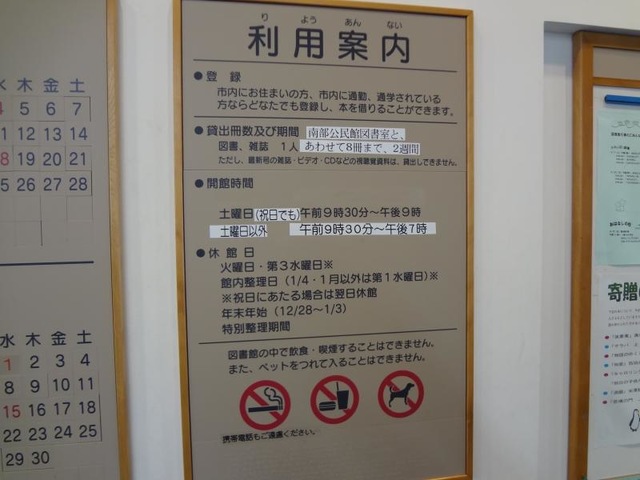 りようあんない
利用案内
●登録
市内にお住まいの方、市内に通勤、通学されている
方ならどなたでも登録し、本を借りることができます。
●貸出冊数及び期間 南部公民館図書室と、
図書、雑誌 1人 あわせて8冊まで、2週間
ただし、最新号の雑誌・ビデオ・CDなどの視聴覚資料は、貸出しできません。
●開館時間
土曜日(祝日でも)午前9時30分～午後9時
土曜日以外 午前9時30分～午後7時
●休館日
火曜日・第3水曜日※
館内整理日(1/4・1月以外は第1水曜日)※
※祝日にあたる場合は翌日休館
年末年始(12/28～1/3)
特別整理期間
図書館の中で飲食・喫煙することはできません。
また、ペットをつれて入ることはできません。
携帯電話もご遠慮ください。
水 木 金 土
4 5 6 7
11 12 13 14
18 19 20 21
25 26 27 28
水 木 金 土
1 2 3 4
8 9 10 11
15 16 17 18
22 23 24 25
29 30
寄贈